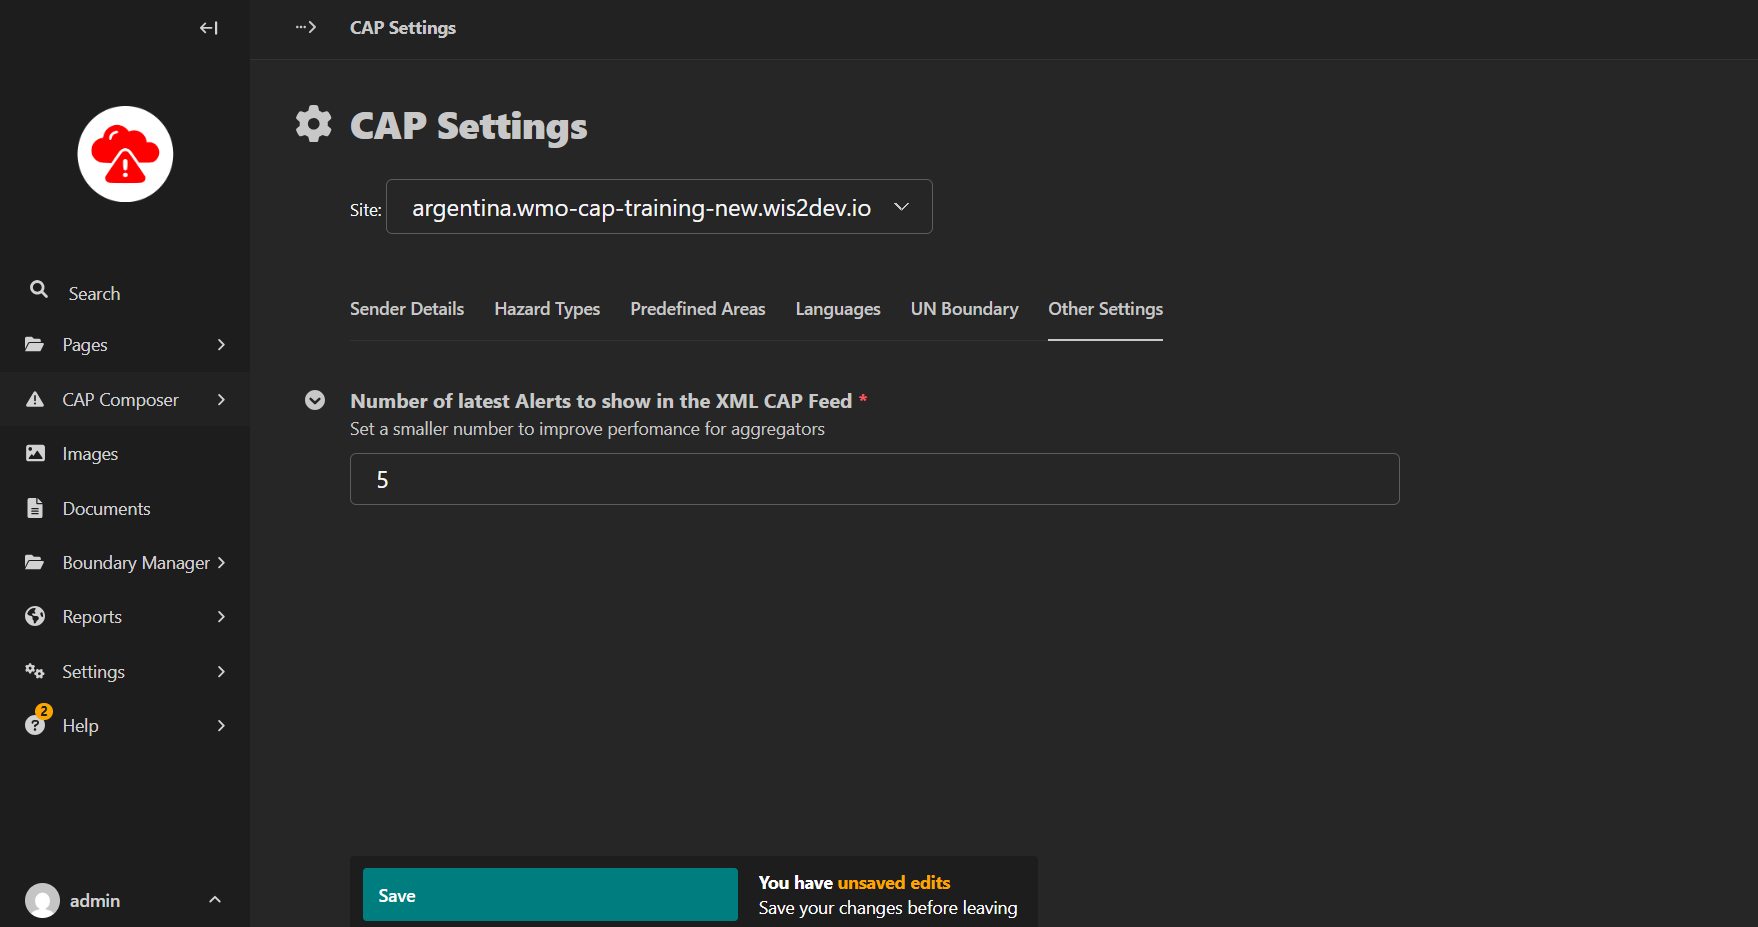 CAP Settings
CAP Settings
Site: argentina.wmo-cap-training-new.wis2dev.io
Search
Pages
CAP Composer
Images
Documents
Boundary Manager
Reports
Settings
2
Help
admin
Sender Details Hazard Types Predefined Areas Languages UN Boundary Other Settings
Number of latest Alerts to show in the XML CAP Feed *
Set a smaller number to improve perfomance for aggregators
5
Save
You have unsaved edits
Save your changes before leaving